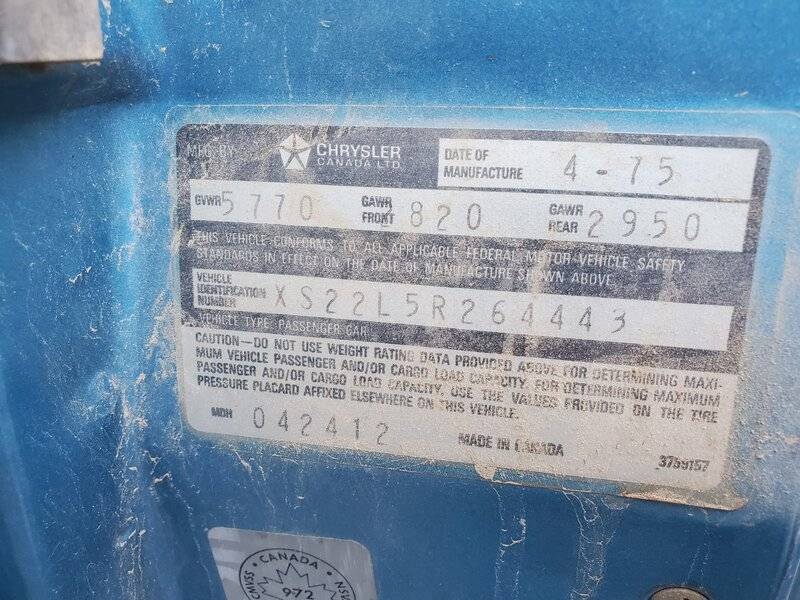 MFG. BY CHRYSLER CANADA LTD. DATE OF MANUFACTURE 4-75
GVWR 5770 GAWR FRONT 2820 GAWR REAR 2950
THIS VEHICLE CONFORMS TO ALL APPLICABLE FEDERAL MOTOR VEHICLE SAFETY
STANDARDS IN EFFECT ON THE DATE OF MANUFACTURE SHOWN ABOVE
VEHICLE IDENTIFICATION NUMBER XS22L5R264443
VEHICLE TYPE: PASSENGER CAR
CAUTION—DO NOT USE WEIGHT RATING DATA PROVIDED ABOVE FOR DETERMINING MAXI-
MUM VEHICLE PASSENGER AND/OR CARGO LOAD CAPACITY. FOR DETERMINING MAXIMUM
PASSENGER AND/OR CARGO LOAD CAPACITY, USE THE VALUES PROVIDED ON THE TIRE
PRESSURE PLACARD AFFIXED ELSEWHERE ON THIS VEHICLE.
MDH 042412 MADE IN CANADA 3759157
CANADA
972